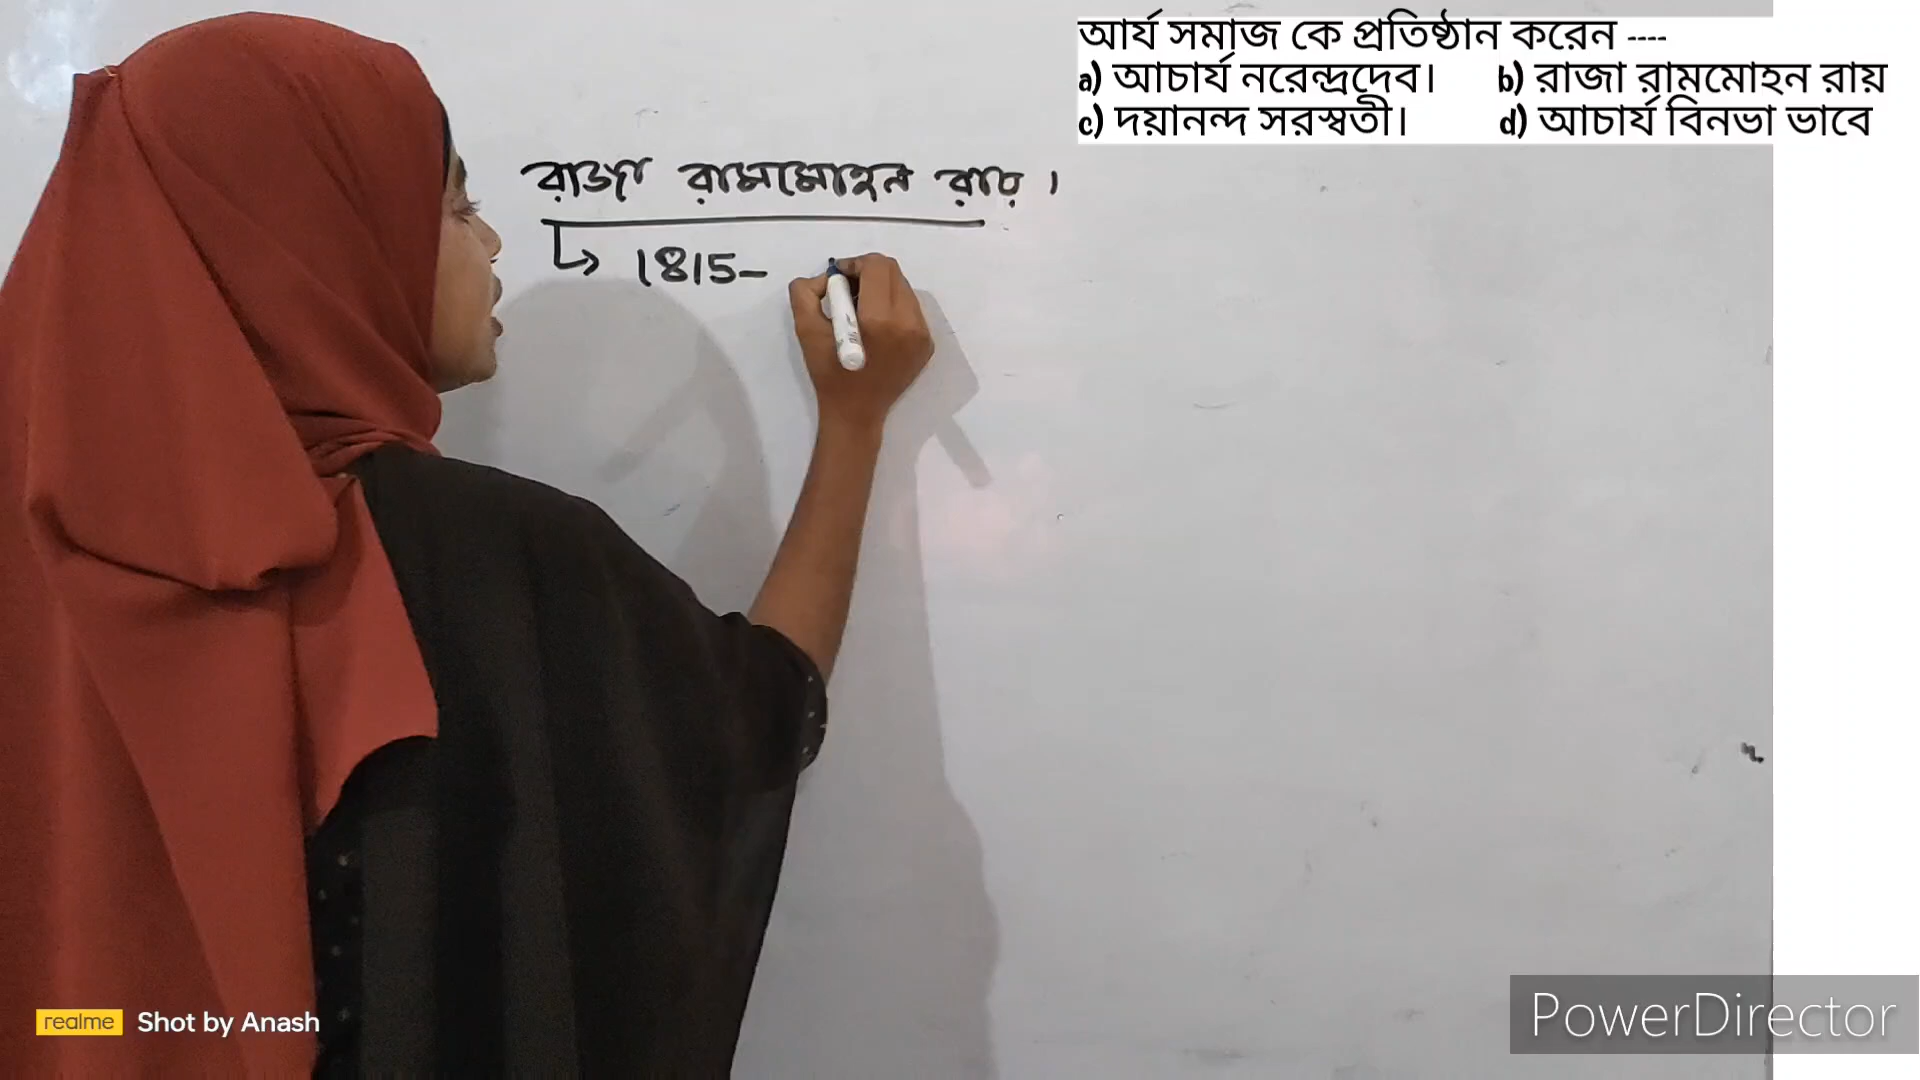 আর্য সমাজ কে প্রতিষ্ঠান করেন ----
a) আচার্য নরেন্দ্রদেব। b) রাজা রামমোহন রায়
c) দয়ানন্দ সরস্বতী। d) আচার্য বিনভা ভাবে
রাজা রামমোহন রায় ।
↳ 1815-
realme Shot by Anash
PowerDirector